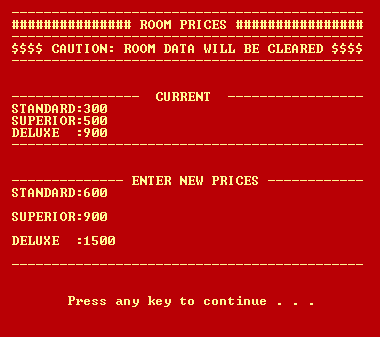 ############### ROOM PRICES ################
$$$$ CAUTION: ROOM DATA WILL BE CLEARED $$$$
---------------- CURRENT -----------------
STANDARD:300
SUPERIOR:500
DELUXE  :900
-------------- ENTER NEW PRICES ------------
STANDARD:600
SUPERIOR:900
DELUXE  :1500
Press any key to continue . . .